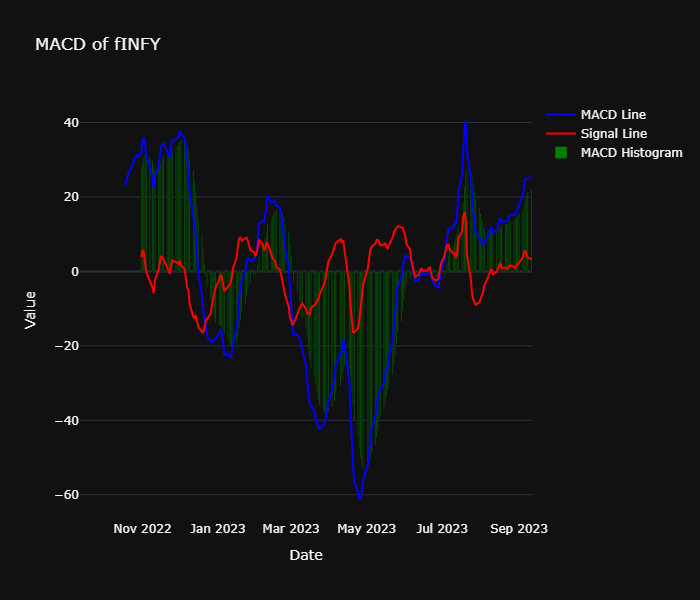 MACD of fINFY
MACD Line
Signal Line
MACD Histogram
40
20
0
−20
−40
−60
Value
Nov 2022
Jan 2023
Mar 2023
May 2023
Jul 2023
Sep 2023
Date